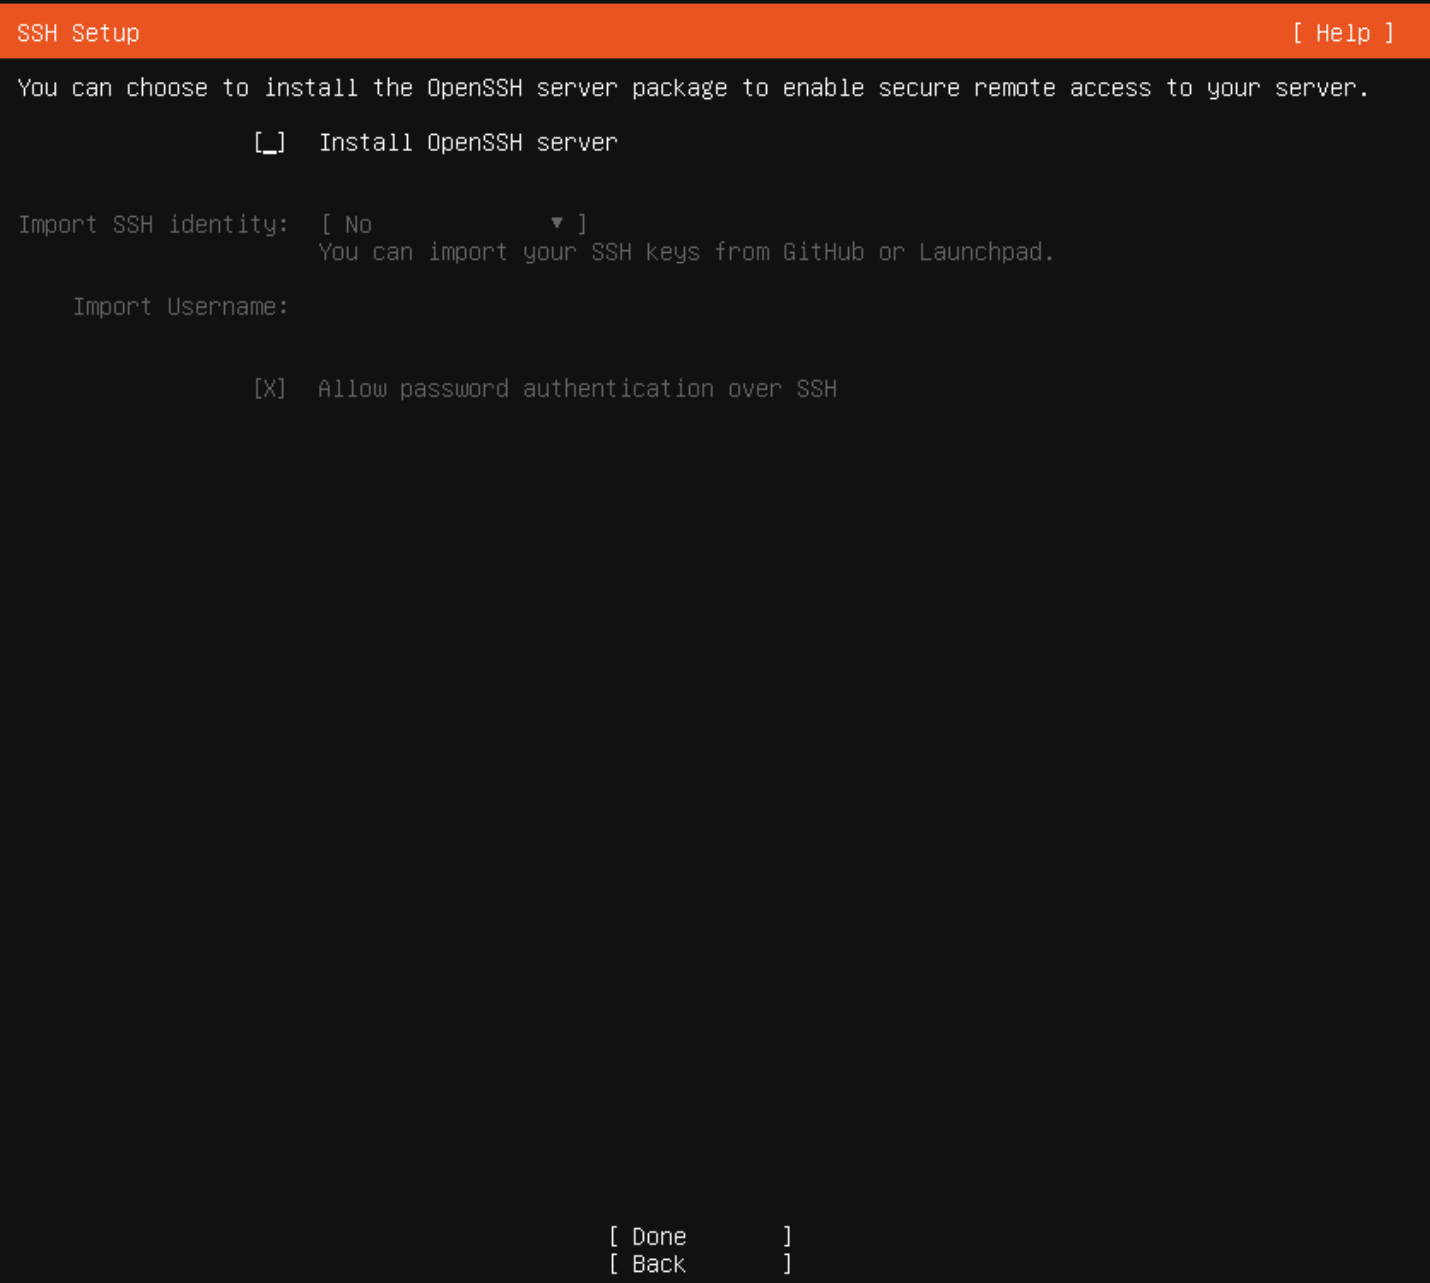 SSH Setup [ Help ]
You can choose to install the OpenSSH server package to enable secure remote access to your server.
[_] Install OpenSSH server
Import SSH identity: [ No ▾ ]
You can import your SSH keys from GitHub or Launchpad.
Import Username:
[X] Allow password authentication over SSH
[ Done ]
[ Back ]